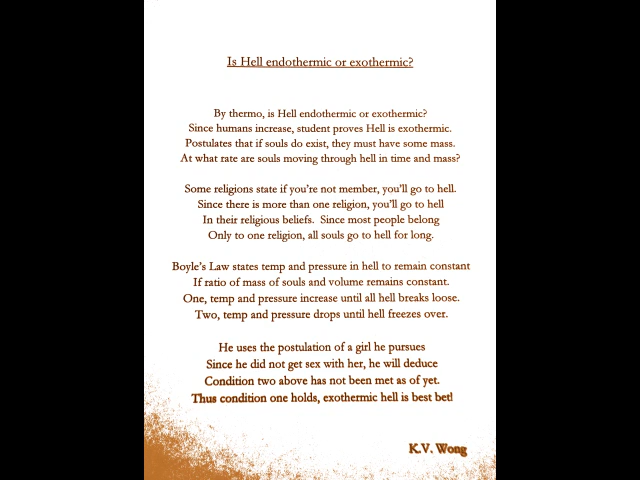 Is Hell endothermic or exothermic?
By thermo, is Hell endothermic or exothermic?
Since humans increase, student proves Hell is exothermic.
Postulates that if souls do exist, they must have some mass.
At what rate are souls moving through hell in time and mass?
Some religions state if you're not member, you'll go to hell.
Since there is more than one religion, you'll go to hell
In their religious beliefs.  Since most people belong
Only to one religion, all souls go to hell for long.
Boyle's Law states temp and pressure in hell to remain constant
If ratio of mass of souls and volume remains constant.
One, temp and pressure increase until all hell breaks loose.
Two, temp and pressure drops until hell freezes over.
He uses the postulation of a girl he pursues
Since he did not get sex with her, he will deduce
Condition two above has not been met as of yet.
Thus condition one holds, exothermic hell is best bet!
K.V. Wong